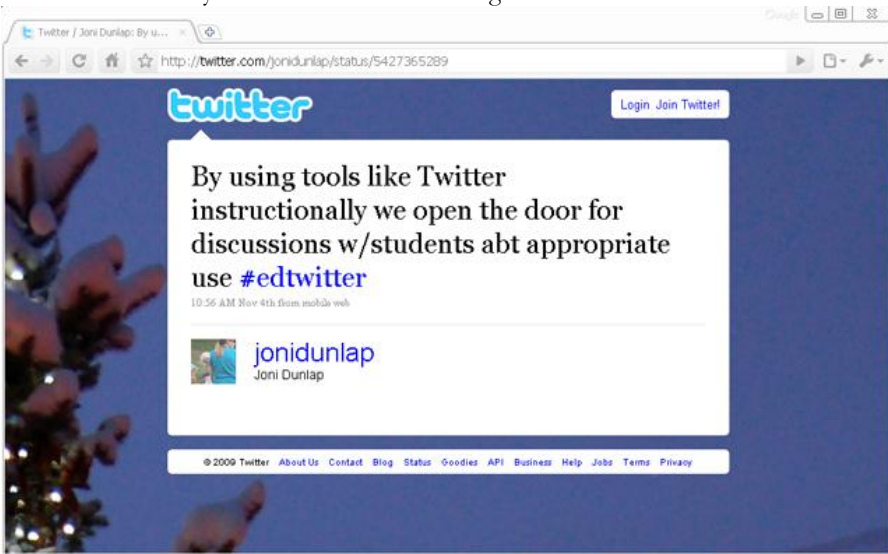 Google
Twitter / Joni Dunlap: By u...
http://twitter.com/jonidunlap/status/5427365289
twitter
Login Join Twitter!
By using tools like Twitter
instructionally we open the door for
discussions w/students abt appropriate
use #edtwitter
10:56 AM Nov 4th from mobile web
jonidunlap
Joni Dunlap
© 2009 Twitter About Us Contact Blog Status Goodies API Business Help Jobs Terms Privacy